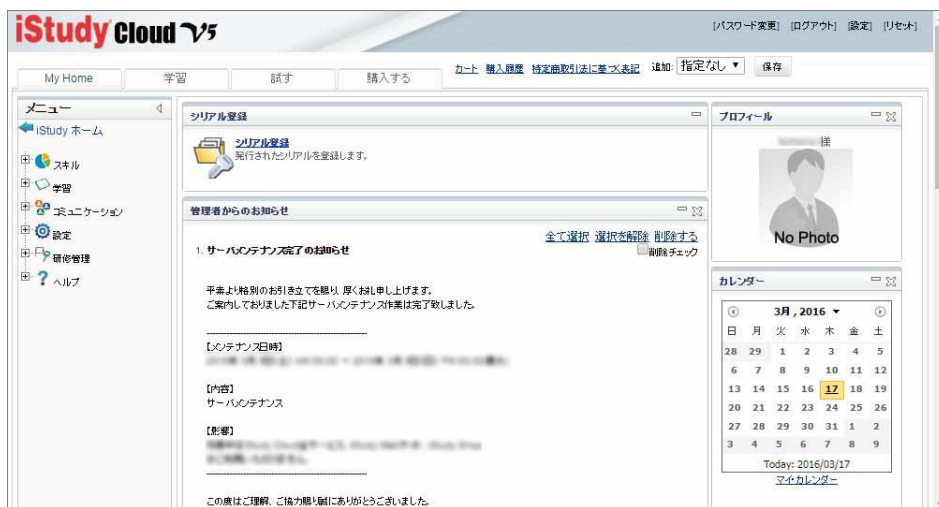 iStudy Cloud V5
[パスワード変更] [ログアウト] [設定] [リセット]
My Home 学習 試す 購入する カート 購入履歴 特定商取引法に基づく表記 追加: 指定なし ▼ 保存
メニュー
iStudy ホーム
スキル
学習
コミュニケーション
設定
研修管理
ヘルプ
シリアル登録
シリアル登録
発行されたシリアルを登録します。
管理者からのお知らせ
全て選択 選択を解除 削除する
1. サーバメンテナンス完了のお知らせ 削除チェック
平素より格別のお引き立てを賜り、厚くお礼申し上げます。
ご案内しておりました下記サーバメンテナンス作業は完了致しました。
------------------------------------------------
【メンテナンス日時】
【内容】
サーバメンテナンス
【影響】
------------------------------------------------
この度はご理解、ご協力賜り誠にありがとうございました。
プロフィール
様
No Photo
カレンダー
3月 , 2016 ▼
日 月 火 水 木 金 土
28 29 1 2 3 4 5
6 7 8 9 10 11 12
13 14 15 16 17 18 19
20 21 22 23 24 25 26
27 28 29 30 31 1 2
3 4 5 6 7 8 9
Today: 2016/03/17
マイカレンダー